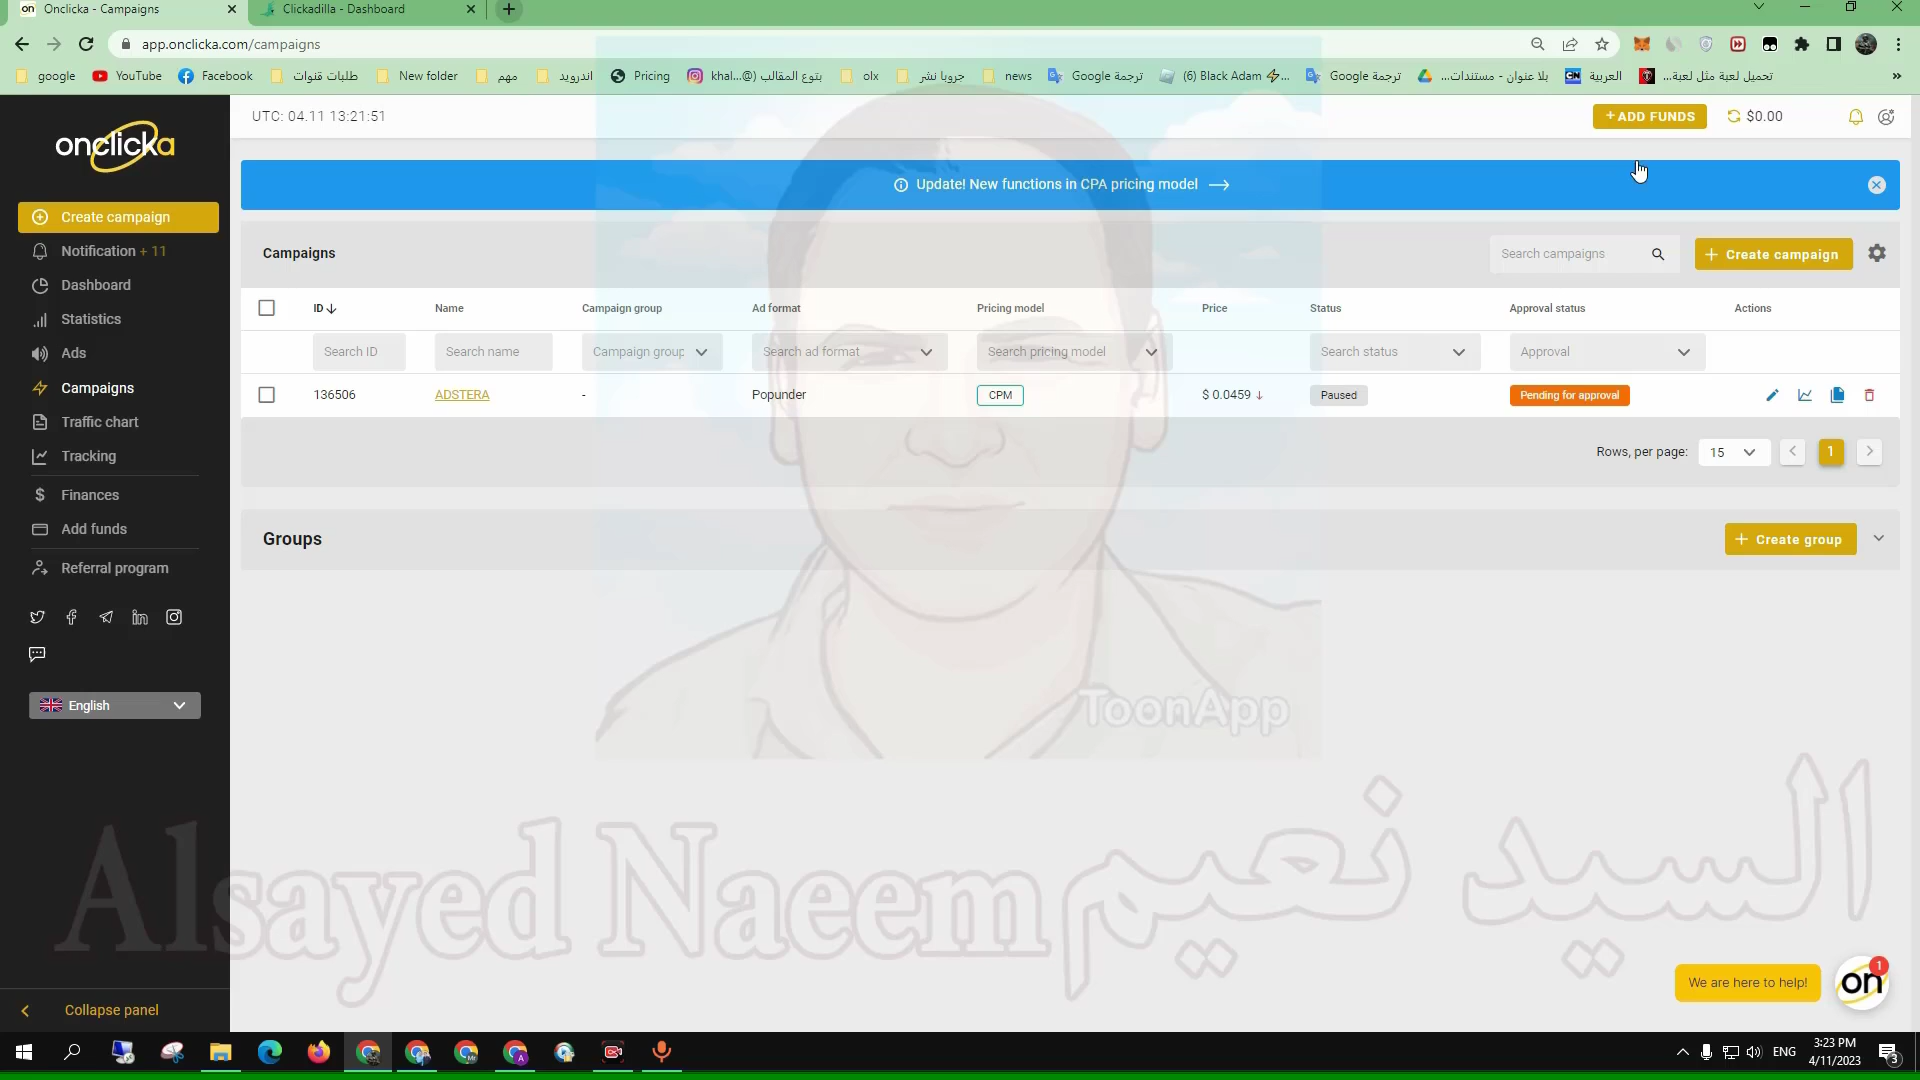 Onclicka - Campaigns
Clickadilla - Dashboard
app.onclicka.com/campaigns
google
YouTube
Facebook
طلبات قنوات
New folder
مهم
اندرويد
Pricing
khal...@) بتوع المقالب
olx
جروبا نشر
news
ترجمة Google
(6) Black Adam ⚡...
ترجمة Google
بلا عنوان - مستندات...
العربية
تحميل لعبة مثل لعبة...
»
onclicka
UTC: 04.11 13:21:51
+ ADD FUNDS
$0.00
Update! New functions in CPA pricing model →
Create campaign
Notification + 11
Dashboard
Statistics
Ads
Campaigns
Traffic chart
Tracking
Finances
Add funds
Referral program
English
Collapse panel
Campaigns
Search campaigns
+ Create campaign
ID↓ Name Campaign group Ad format Pricing model Price Status Approval status Actions
Search ID Search name Campaign group Search ad format Search pricing model Search status Approval
136506 ADSTERA - Popunder CPM $ 0.0459 ↓ Paused Pending for approval
Rows, per page: 15 < 1 >
Groups
+ Create group
ToonApp
Alsayed Naeem السيد نعيم
We are here to help!
on
1
ENG
3:23 PM
4/11/2023
3